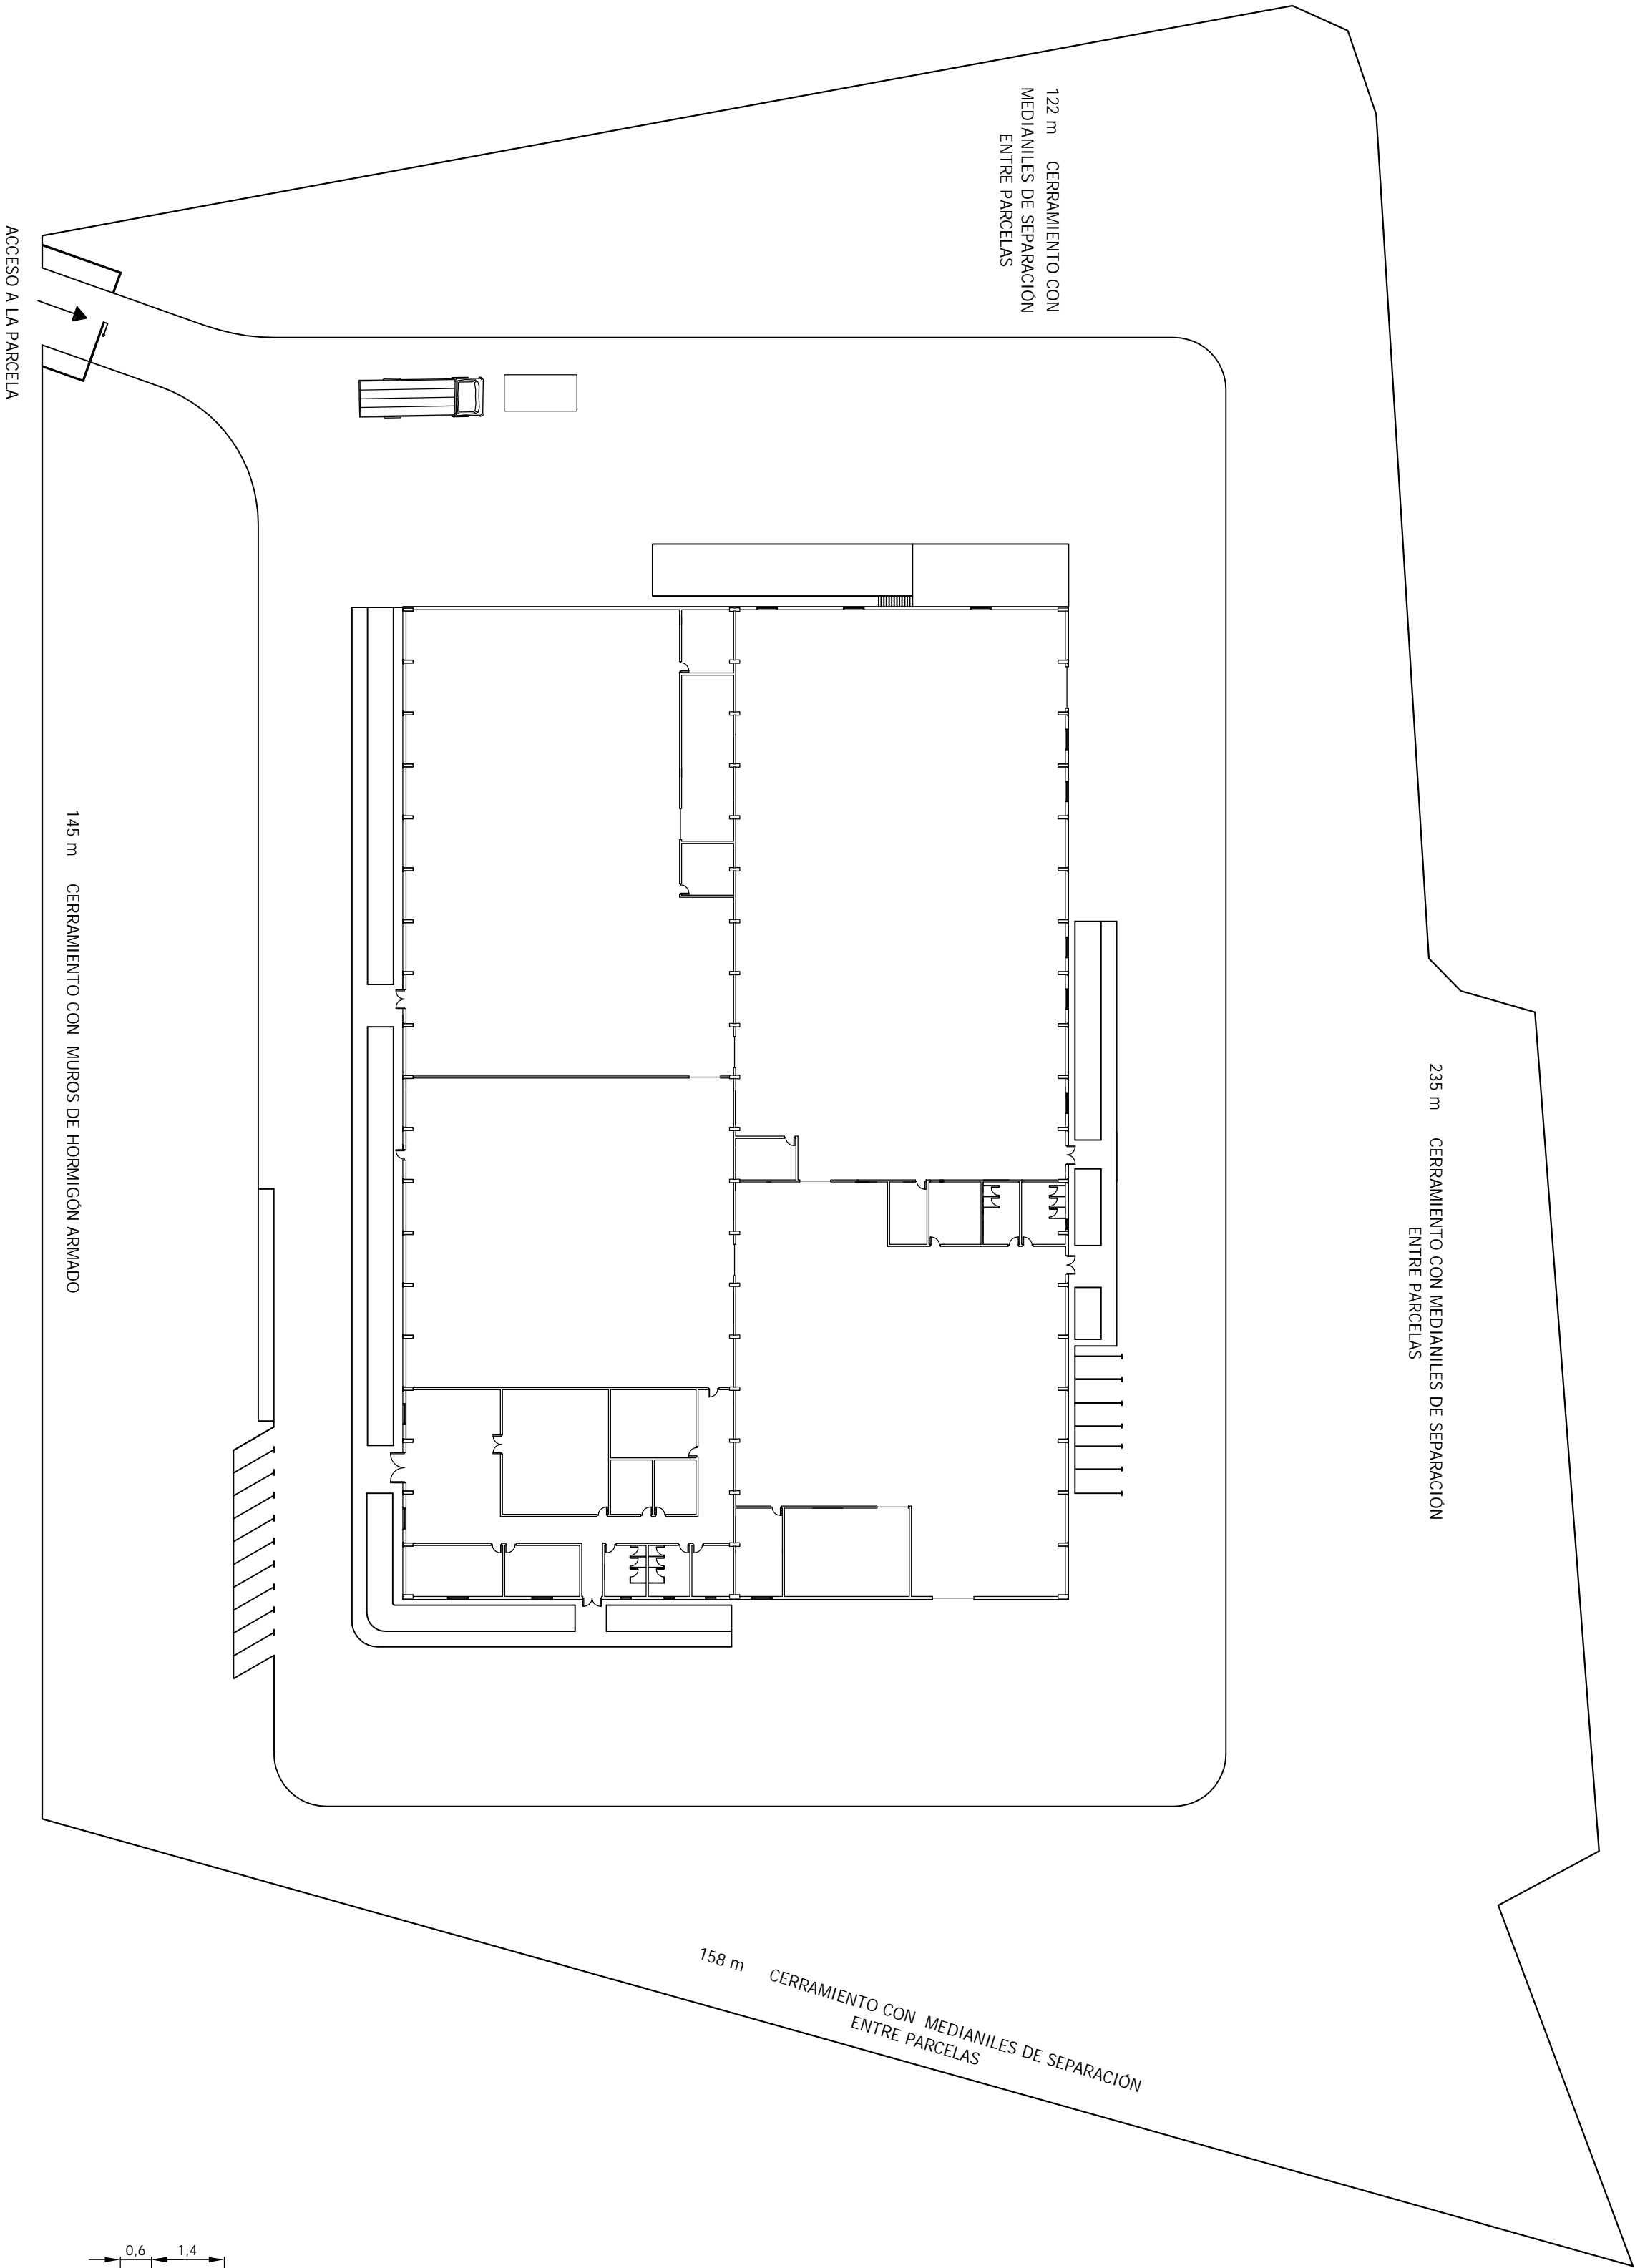 122 m CERRAMIENTO CON
MEDIANILES DE SEPARACIÓN
ENTRE PARCELAS
ACCESO A LA PARCELA
145 m CERRAMIENTO CON MUROS DE HORMIGÓN ARMADO
235 m CERRAMIENTO CON MEDIANILES DE SEPARACIÓN
ENTRE PARCELAS
158 m CERRAMIENTO CON MEDIANILES DE SEPARACIÓN
ENTRE PARCELAS
0,6 1,4